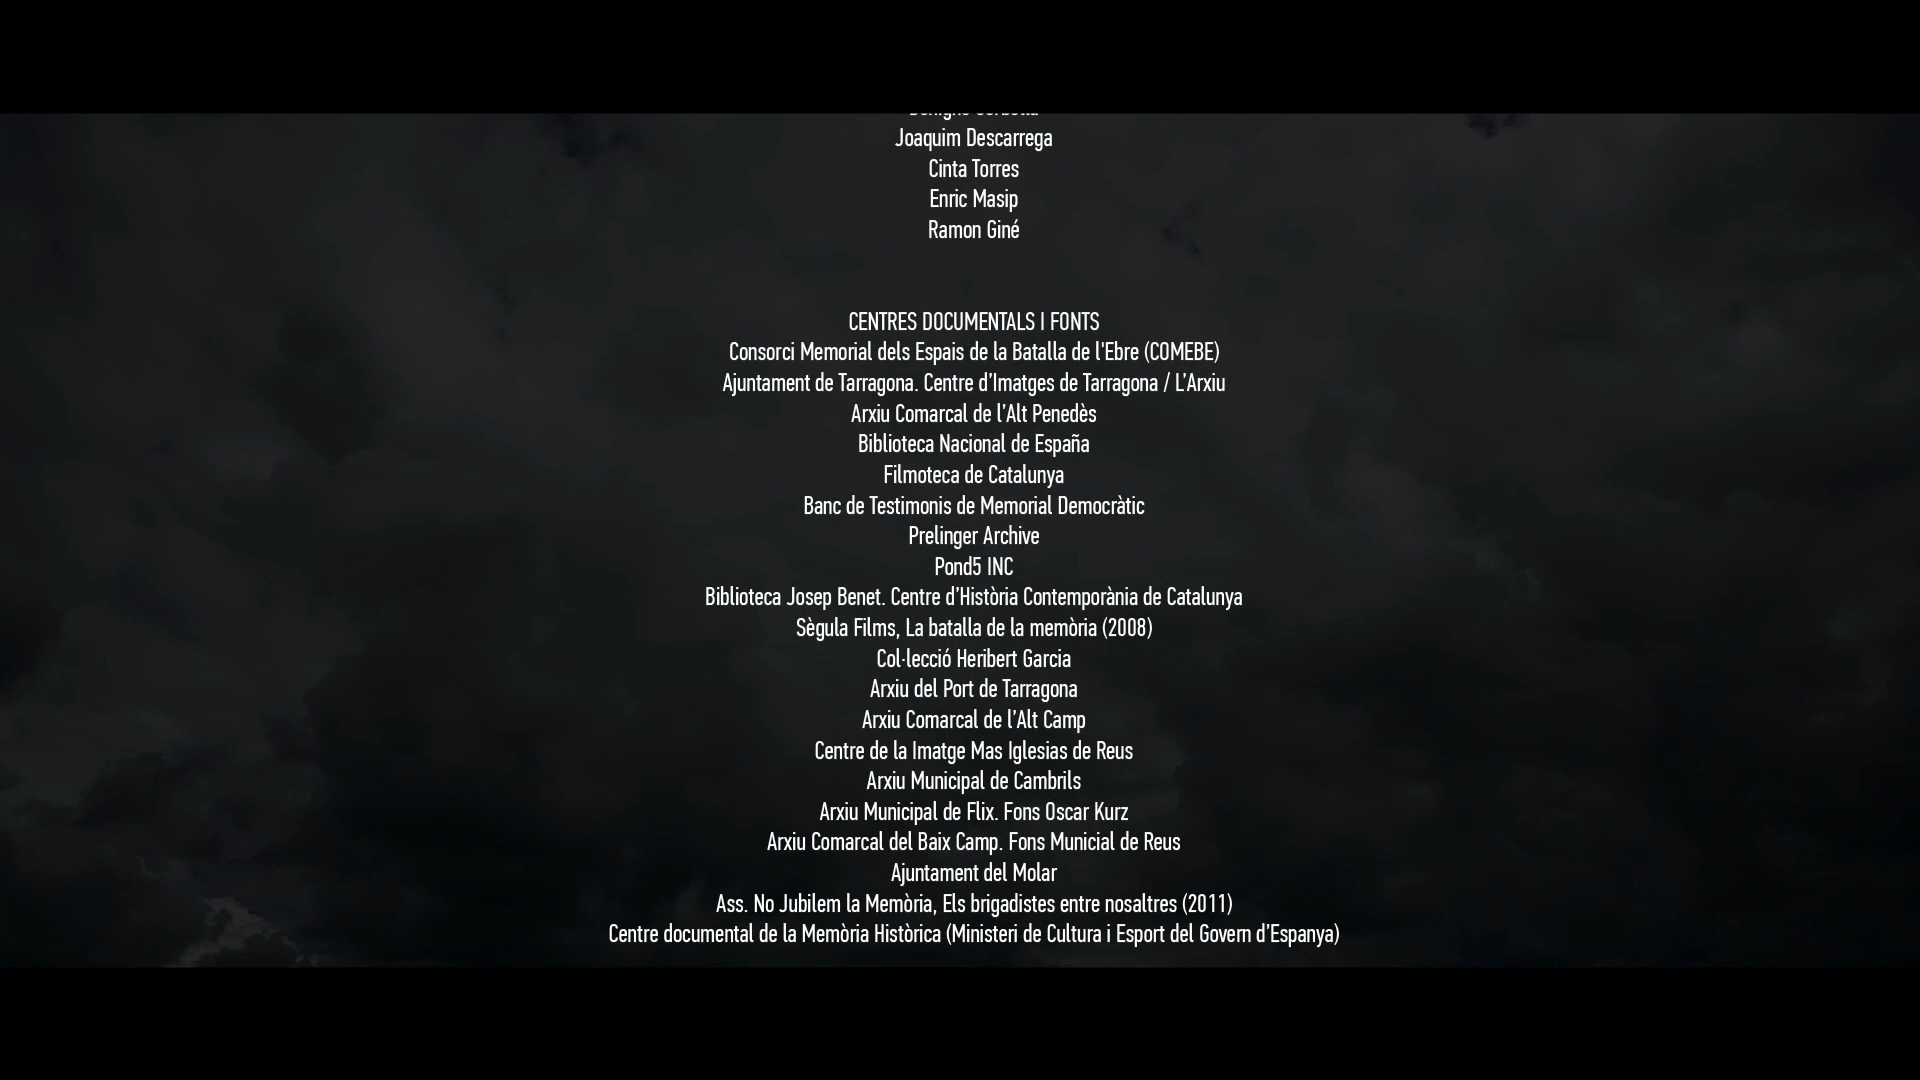 Joaquim Descarrega
Cinta Torres
Enric Masip
Ramon Giné
CENTRES DOCUMENTALS I FONTS
Consorci Memorial dels Espais de la Batalla de l'Ebre (COMEBE)
Ajuntament de Tarragona. Centre d’Imatges de Tarragona / L’Arxiu
Arxiu Comarcal de l’Alt Penedès
Biblioteca Nacional de España
Filmoteca de Catalunya
Banc de Testimonis de Memorial Democràtic
Prelinger Archive
Pond5 INC
Biblioteca Josep Benet. Centre d’Història Contemporània de Catalunya
Sègula Films, La batalla de la memòria (2008)
Col·lecció Heribert Garcia
Arxiu del Port de Tarragona
Arxiu Comarcal de l’Alt Camp
Centre de la Imatge Mas Iglesias de Reus
Arxiu Municipal de Cambrils
Arxiu Municipal de Flix. Fons Oscar Kurz
Arxiu Comarcal del Baix Camp. Fons Municial de Reus
Ajuntament del Molar
Ass. No Jubilem la Memòria, Els brigadistes entre nosaltres (2011)
Centre documental de la Memòria Històrica (Ministeri de Cultura i Esport del Govern d’Espanya)